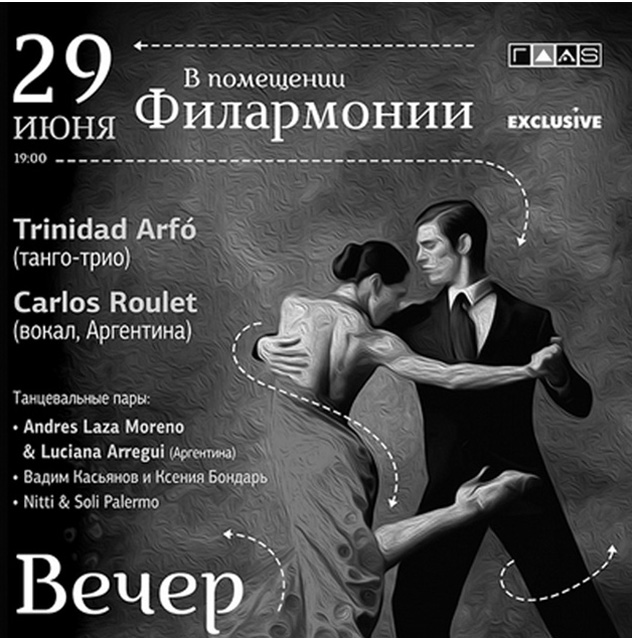 29
ИЮНЯ
19:00
В помещении
Филармонии
ГЛАS
EXCLUSIVE
Trinidad Arfó
(танго-трио)
Carlos Roulet
(вокал, Аргентина)
Танцевальные пары:
• Andres Laza Moreno
& Luciana Arregui (Аргентина)
• Вадим Касьянов и Ксения Бондарь
• Nitti & Soli Palermo
Вечер